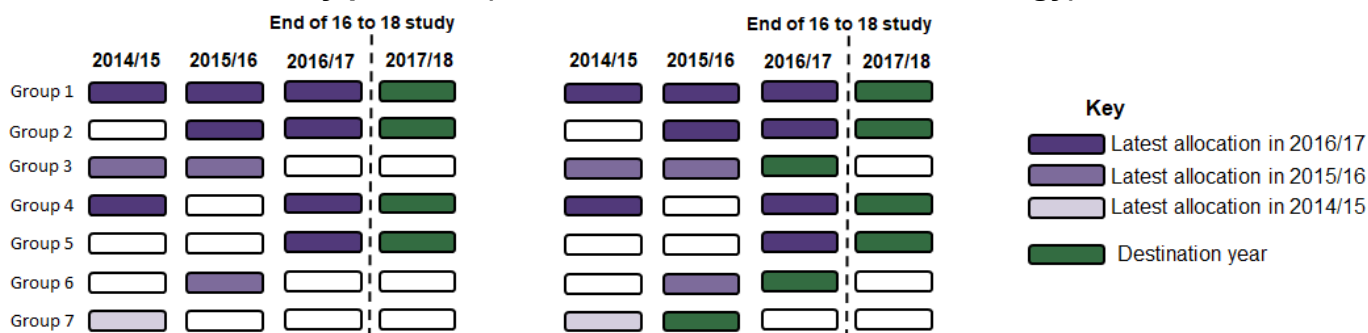 End of 16 to 18 study
2014/15 2015/16 2016/17 2017/18
Group 1
Group 2
Group 3
Group 4
Group 5
Group 6
Group 7
End of 16 to 18 study
2014/15 2015/16 2016/17 2017/18
Key
Latest allocation in 2016/17
Latest allocation in 2015/16
Latest allocation in 2014/15
Destination year